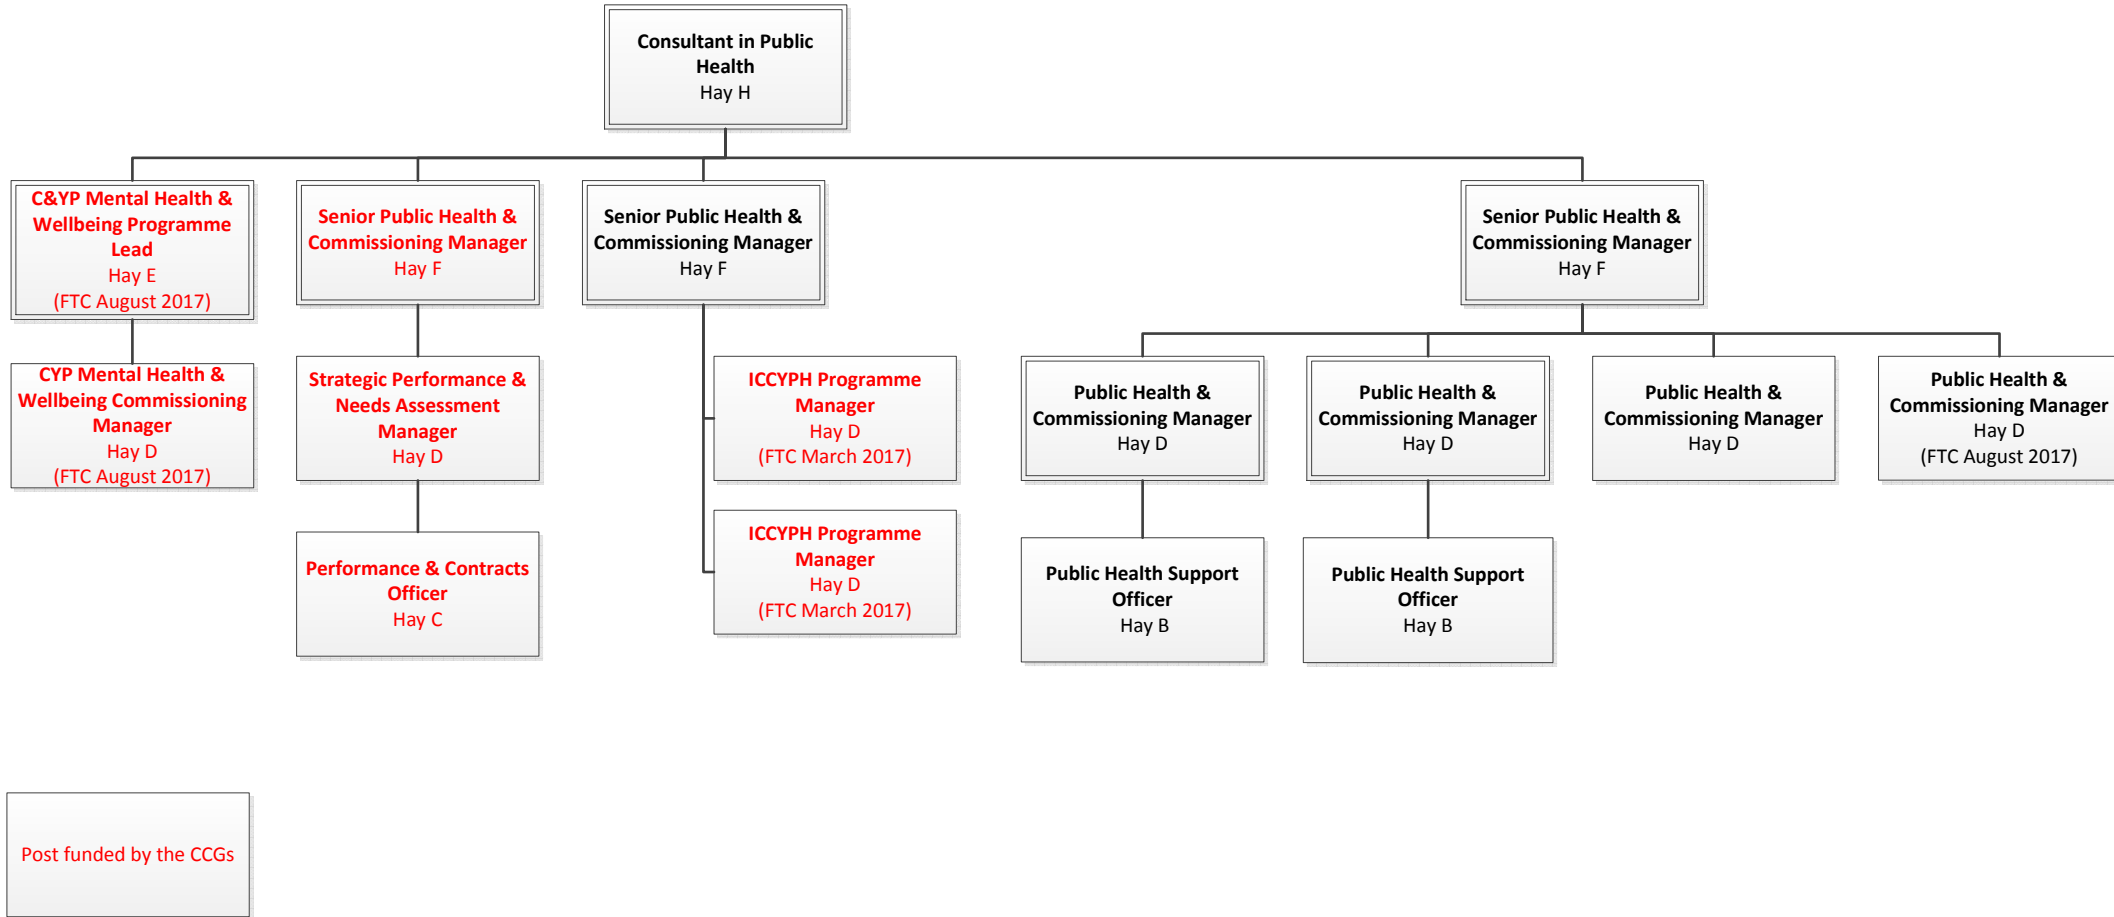 Consultant in Public
Health
Hay H
C&YP Mental Health &
Wellbeing Programme
Lead
Hay E
(FTC August 2017)
Senior Public Health &
Commissioning Manager
Hay F
Senior Public Health &
Commissioning Manager
Hay F
Senior Public Health &
Commissioning Manager
Hay F
CYP Mental Health &
Wellbeing Commissioning
Manager
Hay D
(FTC August 2017)
Strategic Performance &
Needs Assessment
Manager
Hay D
ICCYPH Programme
Manager
Hay D
(FTC March 2017)
Public Health &
Commissioning Manager
Hay D
Public Health &
Commissioning Manager
Hay D
Public Health &
Commissioning Manager
Hay D
Public Health &
Commissioning Manager
Hay D
(FTC August 2017)
Performance & Contracts
Officer
Hay C
ICCYPH Programme
Manager
Hay D
(FTC March 2017)
Public Health Support
Officer
Hay B
Public Health Support
Officer
Hay B
Post funded by the CCGs